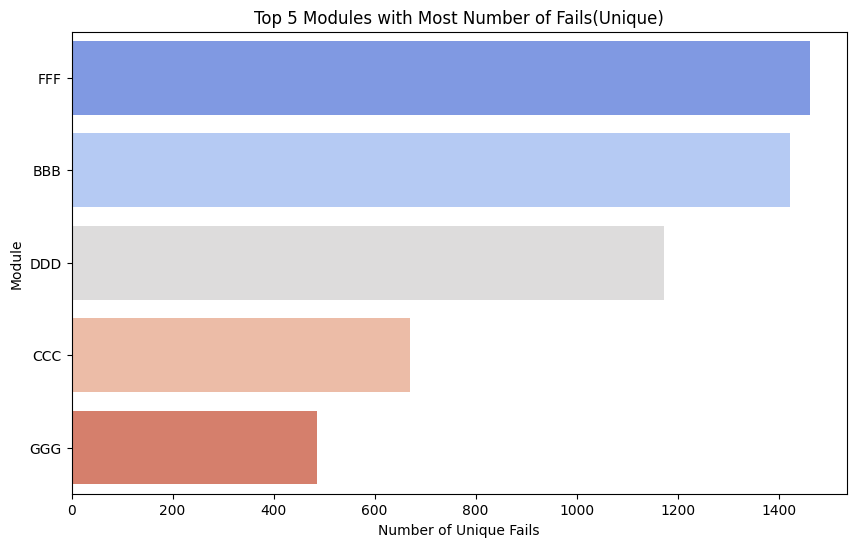 Top 5 Modules with Most Number of Fails(Unique)
Module
FFF
BBB
DDD
CCC
GGG
0 200 400 600 800 1000 1200 1400
Number of Unique Fails